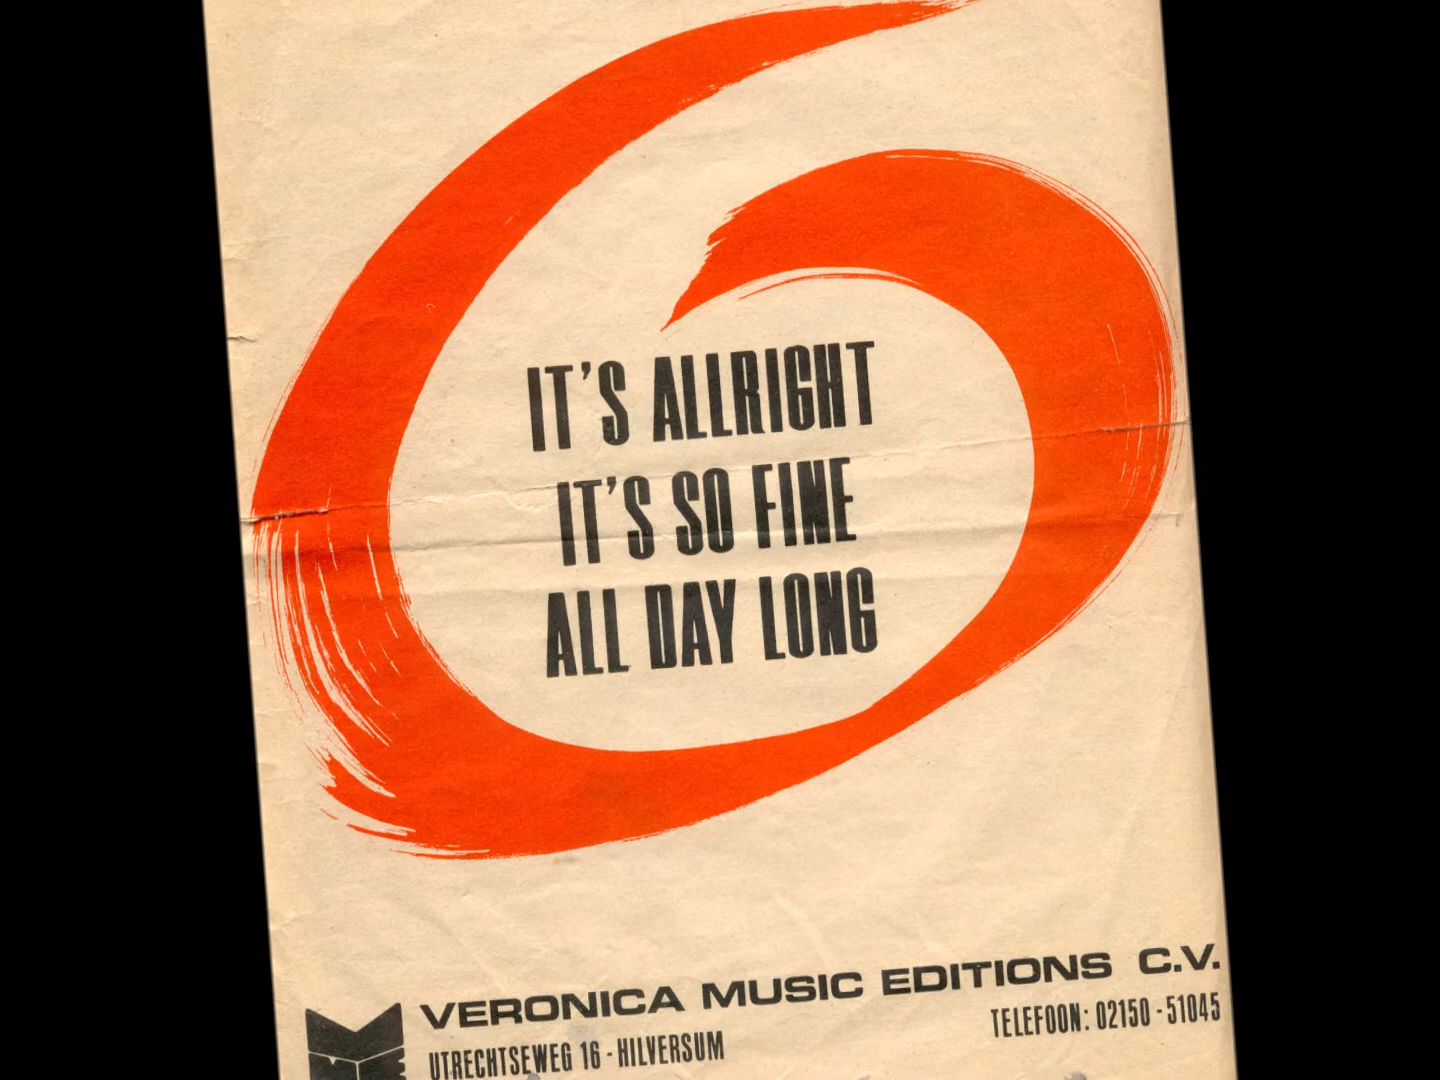 IT'S ALLRIGHT
IT'S SO FINE
ALL DAY LONG
VERONICA MUSIC EDITIONS C.V.
UTRECHTSEWEG 16 - HILVERSUM
TELEFOON: 02150 - 51045